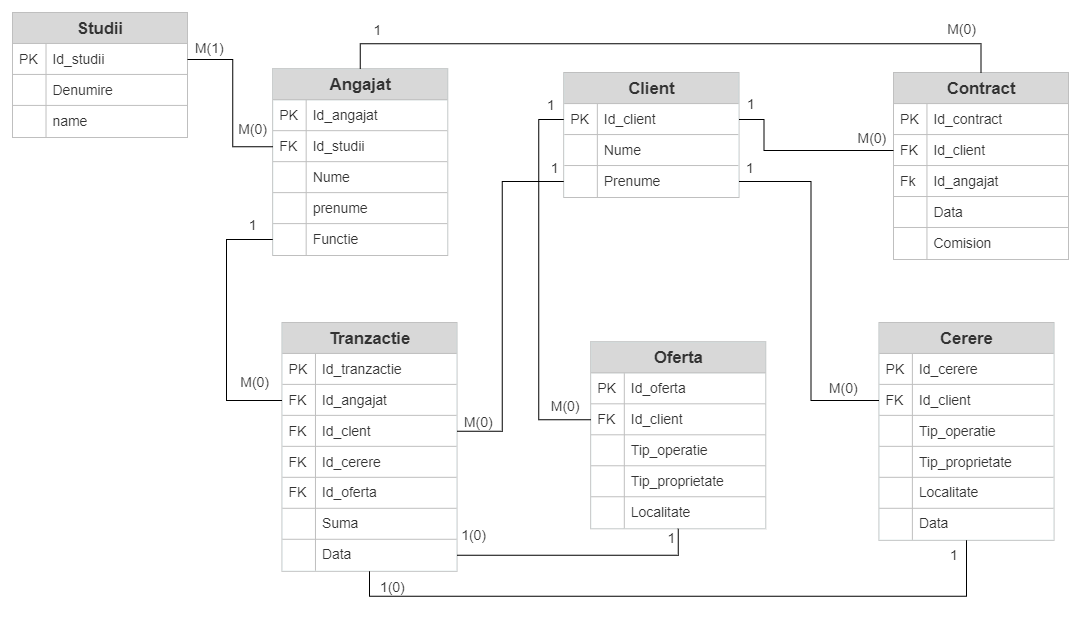 Studii
PK Id_studii
Denumire
name
M(1)
M(0)
1
M(0)
Angajat
PK Id_angajat
FK Id_studii
Nume
prenume
Functie
1
M(0)
Client
PK Id_client
Nume
Prenume
1
1
1
1
M(0)
Contract
PK Id_contract
FK Id_client
Fk Id_angajat
Data
Comision
Tranzactie
PK Id_tranzactie
FK Id_angajat
FK Id_clent
FK Id_cerere
FK Id_oferta
Suma
Data
M(0)
1(0)
1(0)
M(0)
Oferta
PK Id_oferta
FK Id_client
Tip_operatie
Tip_proprietate
Localitate
1
M(0)
Cerere
PK Id_cerere
FK Id_client
Tip_operatie
Tip_proprietate
Localitate
Data
1